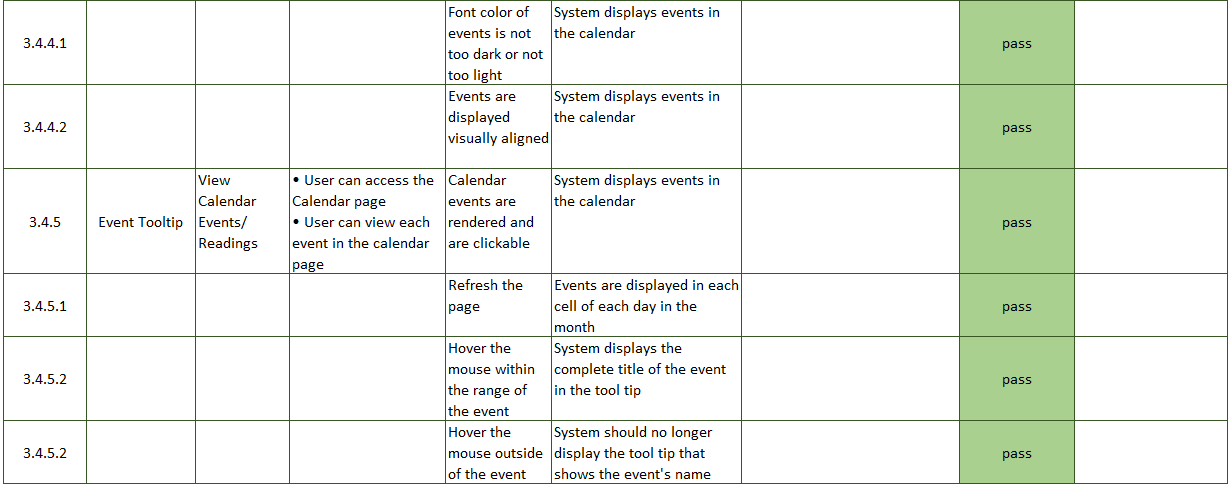 3.4.4.1
Font color of
events is not
too dark or not
too light
System displays events in
the calendar
pass
3.4.4.2
Events are
displayed
visually aligned
System displays events in
the calendar
pass
3.4.5
Event Tooltip
View
Calendar
Events/
Readings
• User can access the
Calendar page
• User can view each
event in the calendar
page
Calendar
events are
rendered and
are clickable
System displays events in
the calendar
pass
3.4.5.1
Refresh the
page
Events are displayed in each
cell of each day in the
month
pass
3.4.5.2
Hover the
mouse within
the range of
the event
System displays the
complete title of the event
in the tool tip
pass
3.4.5.2
Hover the
mouse outside
of the event
System should no longer
display the tool tip that
shows the event's name
pass